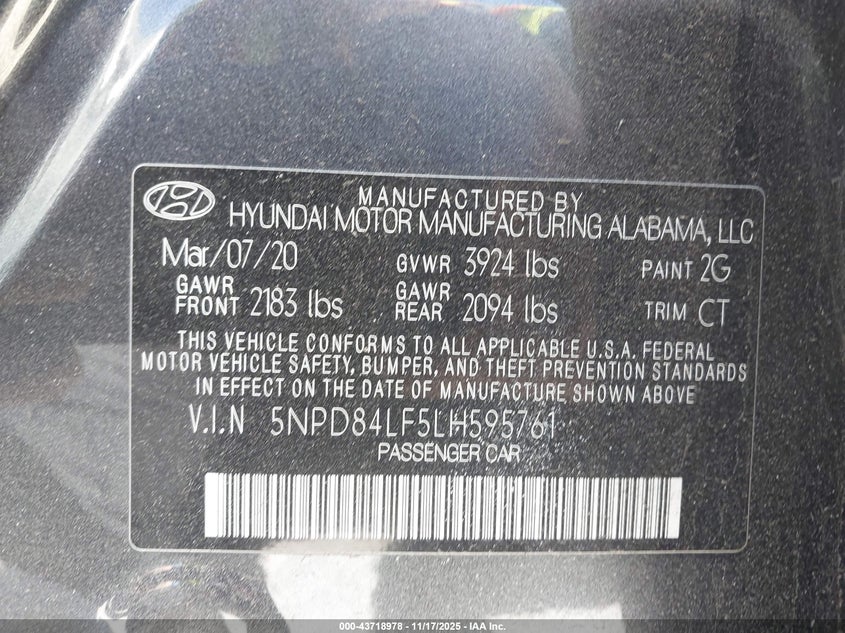 MANUFACTURED BY
HYUNDAI MOTOR MANUFACTURING ALABAMA, LLC
Mar/07/20 GVWR 3924 lbs PAINT 2G
GAWR FRONT 2183 lbs GAWR REAR 2094 lbs TRIM CT
THIS VEHICLE CONFORMS TO ALL APPLICABLE U.S.A. FEDERAL
MOTOR VEHICLE SAFETY, BUMPER, AND THEFT PREVENTION STANDARDS
IN EFFECT ON THE DATE OF MANUFACTURE SHOWN ABOVE
V.I.N 5NPD84LF5LH595761
PASSENGER CAR
000-43718978 - 11/17/2025 - IAA Inc.